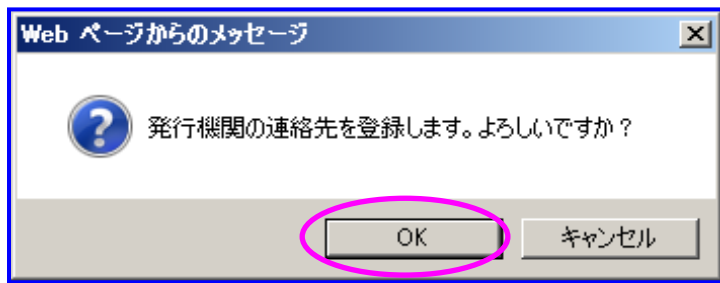 Web ページからのメッセージ
発行機関の連絡先を登録します。よろしいですか？
OK
キャンセル